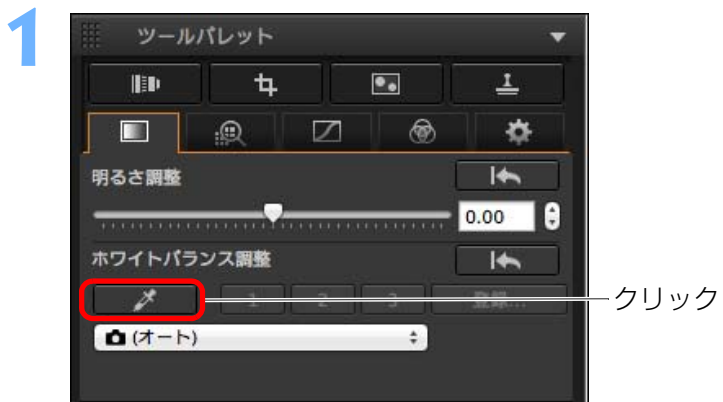 1
ツールパレット
明るさ調整
0.00
ホワイトバランス調整
1 2 3 登録...
クリック
(オート)